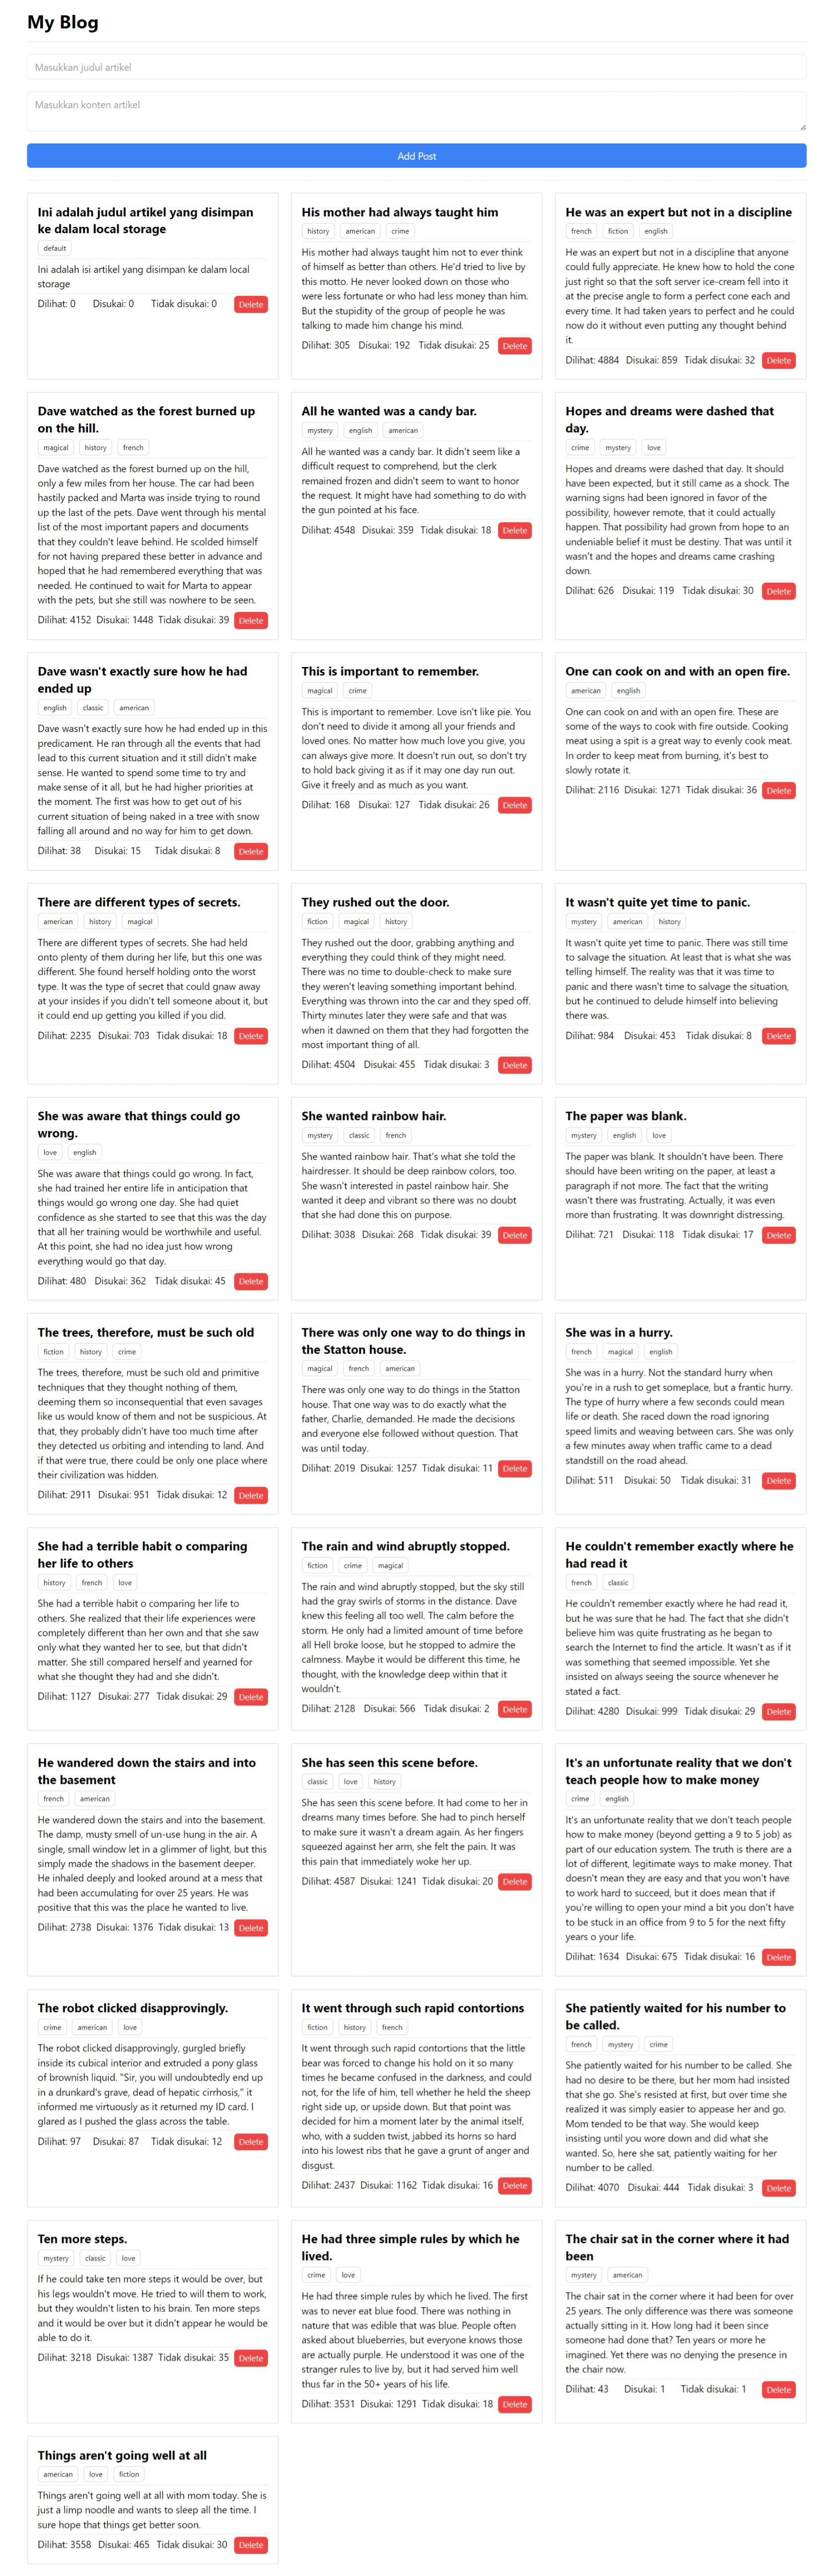 My Blog
Masukkan judul artikel
Masukkan konten artikel
Add Post
Ini adalah judul artikel yang disimpan
ke dalam local storage
default
Ini adalah isi artikel yang disimpan ke dalam local
storage
Dilihat: 0 Disukai: 0 Tidak disukai: 0 Delete
His mother had always taught him
history american crime
His mother had always taught him not to ever think
of himself as better than others. He'd tried to live by
this motto. He never looked down on those who
were less fortunate or who had less money than him.
But the stupidity of the group of people he was
talking to made him change his mind.
Dilihat: 305 Disukai: 192 Tidak disukai: 25 Delete
He was an expert but not in a discipline
french fiction english
He was an expert but not in a discipline that anyone
could fully appreciate. He knew how to hold the cone
just right so that the soft server ice-cream fell into it
at the precise angle to form a perfect cone each and
every time. It had taken years to perfect and he could
now do it without even putting any thought behind
it.
Dilihat: 4884 Disukai: 859 Tidak disukai: 32 Delete
Dave watched as the forest burned up
on the hill.
magical history french
Dave watched as the forest burned up on the hill,
only a few miles from her house. The car had been
hastily packed and Marta was inside trying to round
up the last of the pets. Dave went through his mental
list of the most important papers and documents
that they couldn't leave behind. He scolded himself
for not having prepared these better in advance and
hoped that he had remembered everything that was
needed. He continued to wait for Marta to appear
with the pets, but she still was nowhere to be seen.
Dilihat: 4152 Disukai: 1448 Tidak disukai: 39 Delete
All he wanted was a candy bar.
mystery english american
All he wanted was a candy bar. It didn't seem like a
difficult request to comprehend, but the clerk
remained frozen and didn't seem to want to honor
the request. It might have had something to do with
the gun pointed at his face.
Dilihat: 4548 Disukai: 359 Tidak disukai: 18 Delete
Hopes and dreams were dashed that
day.
crime mystery love
Hopes and dreams were dashed that day. It should
have been expected, but it still came as a shock. The
warning signs had been ignored in favor of the
possibility, however remote, that it could actually
happen. That possibility had grown from hope to an
undeniable belief it must be destiny. That was until it
wasn't and the hopes and dreams came crashing
down.
Dilihat: 626 Disukai: 119 Tidak disukai: 30 Delete
Dave wasn't exactly sure how he had
ended up
english classic american
Dave wasn't exactly sure how he had ended up in this
predicament. He ran through all the events that had
lead to this current situation and it still didn't make
sense. He wanted to spend some time to try and
make sense of it all, but he had higher priorities at
the moment. The first was how to get out of his
current situation of being naked in a tree with snow
falling all around and no way for him to get down.
Dilihat: 38 Disukai: 15 Tidak disukai: 8 Delete
This is important to remember.
magical crime
This is important to remember. Love isn't like pie. You
don't need to divide it among all your friends and
loved ones. No matter how much love you give, you
can always give more. It doesn't run out, so don't try
to hold back giving it as if it may one day run out.
Give it freely and as much as you want.
Dilihat: 168 Disukai: 127 Tidak disukai: 26 Delete
One can cook on and with an open fire.
american english
One can cook on and with an open fire. These are
some of the ways to cook with fire outside. Cooking
meat using a spit is a great way to evenly cook meat.
In order to keep meat from burning, it's best to
slowly rotate it.
Dilihat: 2116 Disukai: 1271 Tidak disukai: 36 Delete
There are different types of secrets.
american history magical
There are different types of secrets. She had held
onto plenty of them during her life, but this one was
different. She found herself holding onto the worst
type. It was the type of secret that could gnaw away
at your insides if you didn't tell someone about it, but
it could end up getting you killed if you did.
Dilihat: 2235 Disukai: 703 Tidak disukai: 18 Delete
They rushed out the door.
fiction magical history
They rushed out the door, grabbing anything and
everything they could think of they might need.
There was no time to double-check to make sure
they weren't leaving something important behind.
Everything was thrown into the car and they sped off.
Thirty minutes later they were safe and that was
when it dawned on them that they had forgotten the
most important thing of all.
Dilihat: 4504 Disukai: 455 Tidak disukai: 3 Delete
It wasn't quite yet time to panic.
mystery american history
It wasn't quite yet time to panic. There was still time
to salvage the situation. At least that is what she was
telling himself. The reality was that it was time to
panic and there wasn't time to salvage the situation,
but he continued to delude himself into believing
there was.
Dilihat: 984 Disukai: 453 Tidak disukai: 8 Delete
She was aware that things could go
wrong.
love english
She was aware that things could go wrong. In fact,
she had trained her entire life in anticipation that
things would go wrong one day. She had quiet
confidence as she started to see that this was the day
that all her training would be worthwhile and useful.
At this point, she had no idea just how wrong
everything would go that day.
Dilihat: 480 Disukai: 362 Tidak disukai: 45 Delete
She wanted rainbow hair.
mystery classic french
She wanted rainbow hair. That's what she told the
hairdresser. It should be deep rainbow colors, too.
She wasn't interested in pastel rainbow hair. She
wanted it deep and vibrant so there was no doubt
that she had done this on purpose.
Dilihat: 3038 Disukai: 268 Tidak disukai: 39 Delete
The paper was blank.
mystery english love
The paper was blank. It shouldn't have been. There
should have been writing on the paper, at least a
paragraph if not more. The fact that the writing
wasn't there was frustrating. Actually, it was even
more than frustrating. It was downright distressing.
Dilihat: 721 Disukai: 118 Tidak disukai: 17 Delete
The trees, therefore, must be such old
fiction history crime
The trees, therefore, must be such old and primitive
techniques that they thought nothing of them,
deeming them so inconsequential that even savages
like us would know of them and not be suspicious. At
that, they probably didn't have too much time after
they detected us orbiting and intending to land. And
if that were true, there could be only one place where
their civilization was hidden.
Dilihat: 2911 Disukai: 951 Tidak disukai: 12 Delete
There was only one way to do things in
the Statton house.
magical french american
There was only one way to do things in the Statton
house. That one way was to do exactly what the
father, Charlie, demanded. He made the decisions
and everyone else followed without question. That
was until today.
Dilihat: 2019 Disukai: 1257 Tidak disukai: 11 Delete
She was in a hurry.
french magical english
She was in a hurry. Not the standard hurry when
you're in a rush to get someplace, but a frantic hurry.
The type of hurry where a few seconds could mean
life or death. She raced down the road ignoring
speed limits and weaving between cars. She was only
a few minutes away when traffic came to a dead
standstill on the road ahead.
Dilihat: 511 Disukai: 50 Tidak disukai: 31 Delete
She had a terrible habit o comparing
her life to others
history french love
She had a terrible habit o comparing her life to
others. She realized that their life experiences were
completely different than her own and that she saw
only what they wanted her to see, but that didn't
matter. She still compared herself and yearned for
what she thought they had and she didn't.
Dilihat: 1127 Disukai: 277 Tidak disukai: 29 Delete
The rain and wind abruptly stopped.
fiction crime magical
The rain and wind abruptly stopped, but the sky still
had the gray swirls of storms in the distance. Dave
knew this feeling all too well. The calm before the
storm. He only had a limited amount of time before
all Hell broke loose, but he stopped to admire the
calmness. Maybe it would be different this time, he
thought, with the knowledge deep within that it
wouldn't.
Dilihat: 2128 Disukai: 566 Tidak disukai: 2 Delete
He couldn't remember exactly where he
had read it
french classic
He couldn't remember exactly where he had read it,
but he was sure that he had. The fact that she didn't
believe him was quite frustrating as he began to
search the Internet to find the article. It wasn't as if it
was something that seemed impossible. Yet she
insisted on always seeing the source whenever he
stated a fact.
Dilihat: 4280 Disukai: 999 Tidak disukai: 29 Delete
He wandered down the stairs and into
the basement
french american
He wandered down the stairs and into the basement.
The damp, musty smell of un-use hung in the air. A
single, small window let in a glimmer of light, but this
simply made the shadows in the basement deeper.
He inhaled deeply and looked around at a mess that
had been accumulating for over 25 years. He was
positive that this was the place he wanted to live.
Dilihat: 2738 Disukai: 1376 Tidak disukai: 13 Delete
She has seen this scene before.
classic love history
She has seen this scene before. It had come to her in
dreams many times before. She had to pinch herself
to make sure it wasn't a dream again. As her fingers
squeezed against her arm, she felt the pain. It was
this pain that immediately woke her up.
Dilihat: 4587 Disukai: 1241 Tidak disukai: 20 Delete
It's an unfortunate reality that we don't
teach people how to make money
crime english
It's an unfortunate reality that we don't teach people
how to make money (beyond getting a 9 to 5 job) as
part of our education system. The truth is there are a
lot of different, legitimate ways to make money. That
doesn't mean they are easy and that you won't have
to work hard to succeed, but it does mean that if
you're willing to open your mind a bit you don't have
to be stuck in an office from 9 to 5 for the next fifty
years o your life.
Dilihat: 1634 Disukai: 675 Tidak disukai: 16 Delete
The robot clicked disapprovingly.
crime american love
The robot clicked disapprovingly, gurgled briefly
inside its cubical interior and extruded a pony glass
of brownish liquid. "Sir, you will undoubtedly end up
in a drunkard's grave, dead of hepatic cirrhosis," it
informed me virtuously as it returned my ID card. I
glared as I pushed the glass across the table.
Dilihat: 97 Disukai: 87 Tidak disukai: 12 Delete
It went through such rapid contortions
fiction history french
It went through such rapid contortions that the little
bear was forced to change his hold on it so many
times he became confused in the darkness, and could
not, for the life of him, tell whether he held the sheep
right side up, or upside down. But that point was
decided for him a moment later by the animal itself,
who, with a sudden twist, jabbed its horns so hard
into his lowest ribs that he gave a grunt of anger and
disgust.
Dilihat: 2437 Disukai: 1162 Tidak disukai: 16 Delete
She patiently waited for his number to
be called.
french mystery crime
She patiently waited for his number to be called. She
had no desire to be there, but her mom had insisted
that she go. She's resisted at first, but over time she
realized it was simply easier to appease her and go.
Mom tended to be that way. She would keep
insisting until you wore down and did what she
wanted. So, here she sat, patiently waiting for her
number to be called.
Dilihat: 4070 Disukai: 444 Tidak disukai: 3 Delete
Ten more steps.
mystery classic love
If he could take ten more steps it would be over, but
his legs wouldn't move. He tried to will them to work,
but they wouldn't listen to his brain. Ten more steps
and it would be over but it didn't appear he would be
able to do it.
Dilihat: 3218 Disukai: 1387 Tidak disukai: 35 Delete
He had three simple rules by which he
lived.
crime love
He had three simple rules by which he lived. The first
was to never eat blue food. There was nothing in
nature that was edible that was blue. People often
asked about blueberries, but everyone knows those
are actually purple. He understood it was one of the
stranger rules to live by, but it had served him well
thus far in the 50+ years of his life.
Dilihat: 3531 Disukai: 1291 Tidak disukai: 18 Delete
The chair sat in the corner where it had
been
mystery american
The chair sat in the corner where it had been for over
25 years. The only difference was there was someone
actually sitting in it. How long had it been since
someone had done that? Ten years or more he
imagined. Yet there was no denying the presence in
the chair now.
Dilihat: 43 Disukai: 1 Tidak disukai: 1 Delete
Things aren't going well at all
american love fiction
Things aren't going well at all with mom today. She is
just a limp noodle and wants to sleep all the time. I
sure hope that things get better soon.
Dilihat: 3558 Disukai: 465 Tidak disukai: 30 Delete